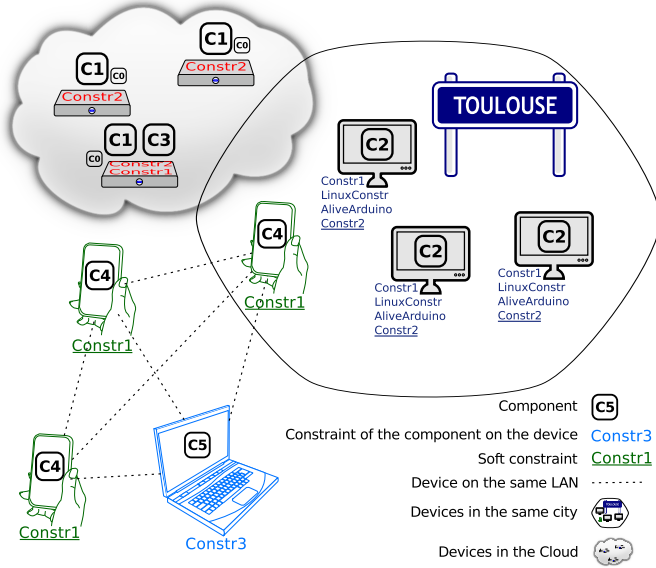 C1
C0
Constr2
C1
C0
Constr2
C1
C3
C0
Constr2
Constr1
TOULOUSE
C2
Constr1
LinuxConstr
AliveArduino
Constr2
C2
Constr1
LinuxConstr
AliveArduino
Constr2
C2
Constr1
LinuxConstr
AliveArduino
Constr2
C4
Constr1
C4
Constr1
C4
Constr1
C5
Constr3
Component C5
Constraint of the component on the device Constr3
Soft constraint Constr1
Device on the same LAN
Devices in the same city
Devices in the Cloud